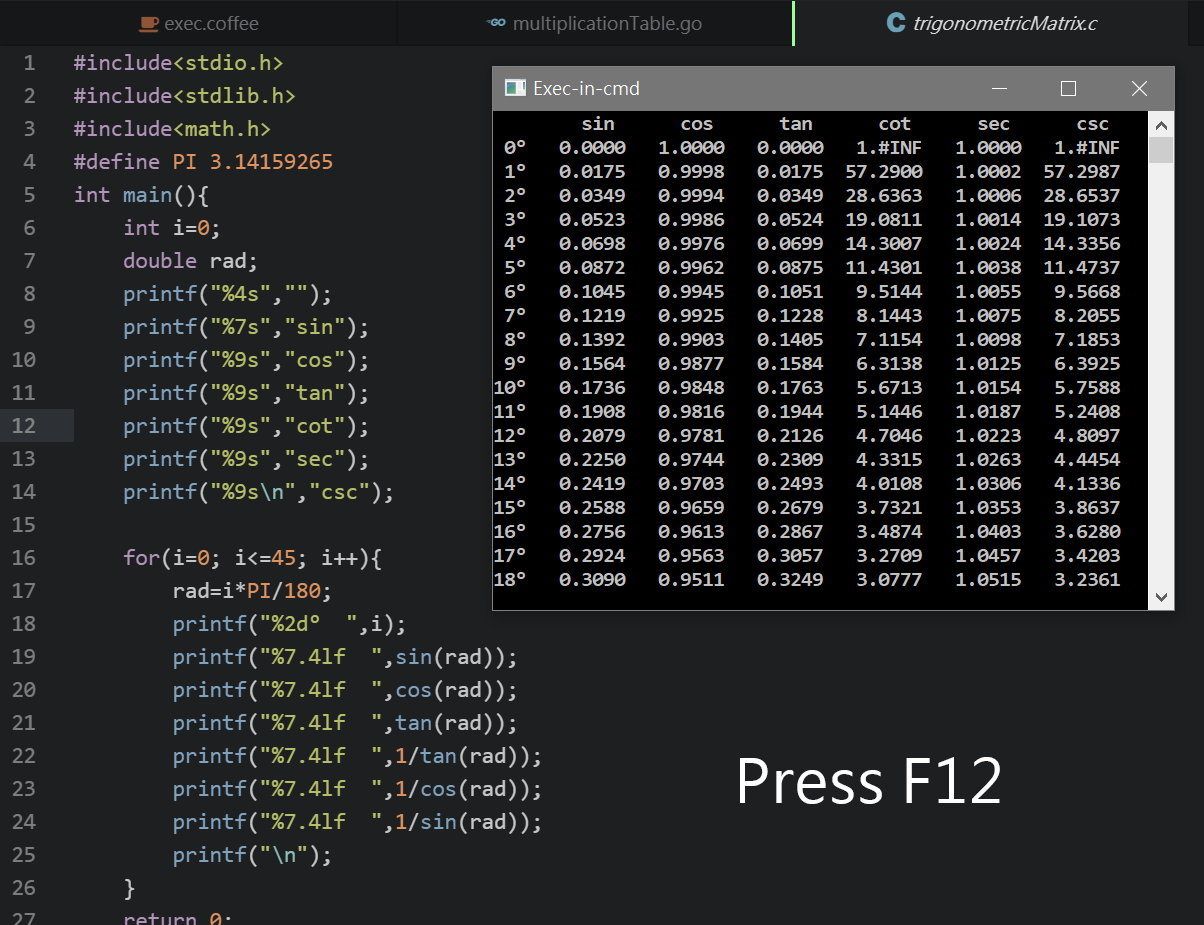 exec.coffee
multiplicationTable.go
trigonometricMatrix.c
1 #include<stdio.h>
2 #include<stdlib.h>
3 #include<math.h>
4 #define PI 3.14159265
5 int main(){
6 int i=0;
7 double rad;
8 printf("%4s","");
9 printf("%7s","sin");
10 printf("%9s","cos");
11 printf("%9s","tan");
12 printf("%9s","cot");
13 printf("%9s","sec");
14 printf("%9s\n","csc");
15
16 for(i=0; i<=45; i++){
17 rad=i*PI/180;
18 printf("%2d°  ",i);
19 printf("%7.4lf  ",sin(rad));
20 printf("%7.4lf  ",cos(rad));
21 printf("%7.4lf  ",tan(rad));
22 printf("%7.4lf  ",1/tan(rad));
23 printf("%7.4lf  ",1/cos(rad));
24 printf("%7.4lf  ",1/sin(rad));
25 printf("\n");
26 }
27 return 0;
Exec-in-cmd
sin cos tan cot sec csc
0° 0.0000 1.0000 0.0000 1.#INF 1.0000 1.#INF
1° 0.0175 0.9998 0.0175 57.2900 1.0002 57.2987
2° 0.0349 0.9994 0.0349 28.6363 1.0006 28.6537
3° 0.0523 0.9986 0.0524 19.0811 1.0014 19.1073
4° 0.0698 0.9976 0.0699 14.3007 1.0024 14.3356
5° 0.0872 0.9962 0.0875 11.4301 1.0038 11.4737
6° 0.1045 0.9945 0.1051 9.5144 1.0055 9.5668
7° 0.1219 0.9925 0.1228 8.1443 1.0075 8.2055
8° 0.1392 0.9903 0.1405 7.1154 1.0098 7.1853
9° 0.1564 0.9877 0.1584 6.3138 1.0125 6.3925
10° 0.1736 0.9848 0.1763 5.6713 1.0154 5.7588
11° 0.1908 0.9816 0.1944 5.1446 1.0187 5.2408
12° 0.2079 0.9781 0.2126 4.7046 1.0223 4.8097
13° 0.2250 0.9744 0.2309 4.3315 1.0263 4.4454
14° 0.2419 0.9703 0.2493 4.0108 1.0306 4.1336
15° 0.2588 0.9659 0.2679 3.7321 1.0353 3.8637
16° 0.2756 0.9613 0.2867 3.4874 1.0403 3.6280
17° 0.2924 0.9563 0.3057 3.2709 1.0457 3.4203
18° 0.3090 0.9511 0.3249 3.0777 1.0515 3.2361
Press F12